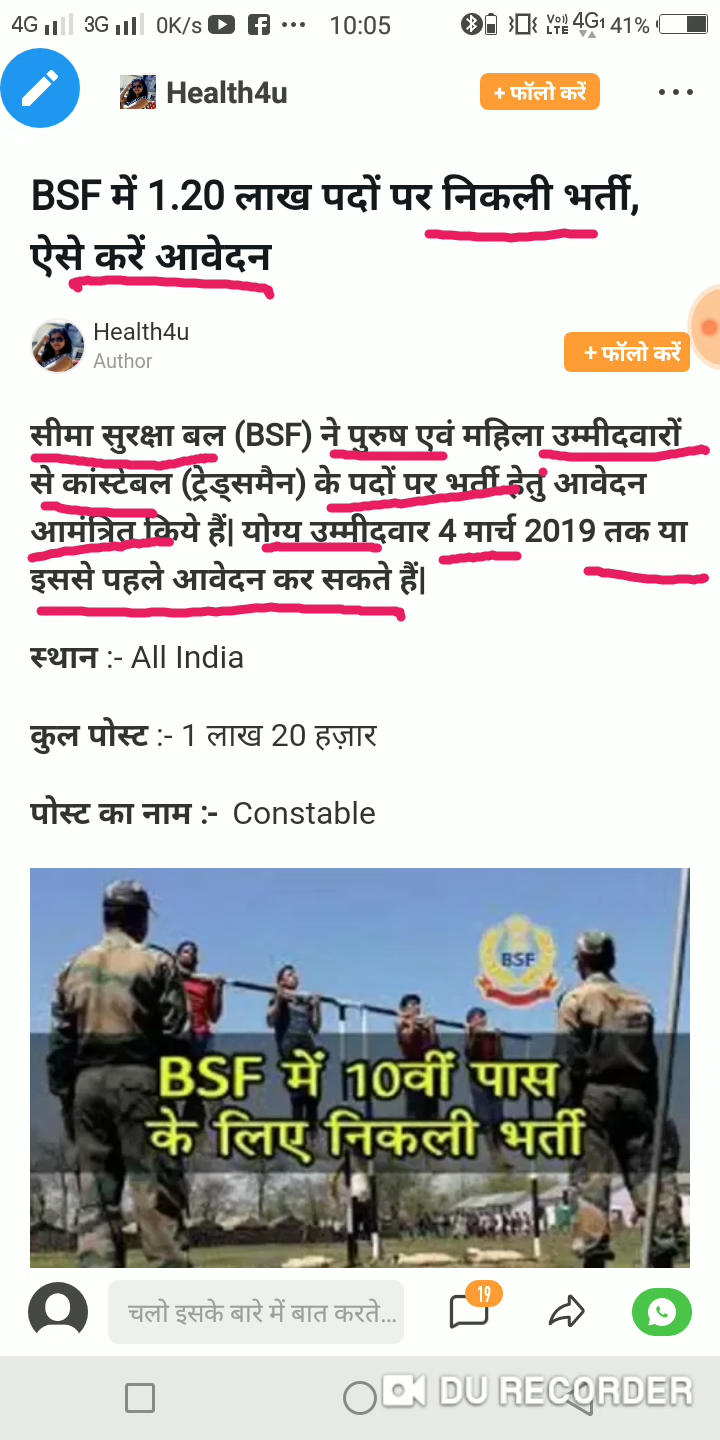 4G 3G 0K/s 10:05 Vo)) LTE 4G1 41%
Health4u + फॉलो करें
BSF में 1.20 लाख पदों पर निकली भर्ती,
ऐसे करें आवेदन
Health4u
Author
+ फॉलो करें
सीमा सुरक्षा बल (BSF) ने पुरुष एवं महिला उम्मीदवारों
से कांस्टेबल (ट्रेड्समैन) के पदों पर भर्ती हेतु आवेदन
आमंत्रित किये हैं| योग्य उम्मीदवार 4 मार्च 2019 तक या
इससे पहले आवेदन कर सकते हैं|
स्थान :- All India
कुल पोस्ट :- 1 लाख 20 हज़ार
पोस्ट का नाम :- Constable
BSF
BSF में 10वीं पास
के लिए निकली भर्ती
चलो इसके बारे में बात करते... 19
DU RECORDER